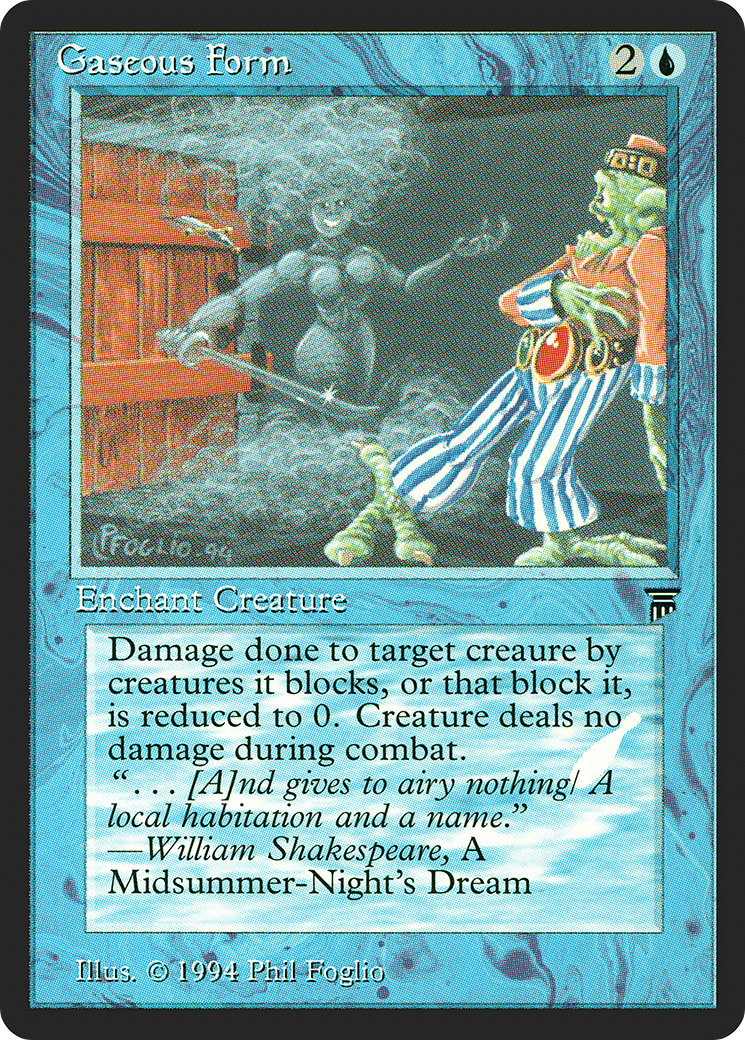 Gaseous Form 2
PFOGLIO 94
Enchant Creature
Damage done to target creaure by
creatures it blocks, or that block it,
is reduced to 0. Creature deals no
damage during combat.
“ . . . [A]nd gives to airy nothing/ A
local habitation and a name.”
—William Shakespeare, A
Midsummer-Night's Dream
Illus. © 1994 Phil Foglio